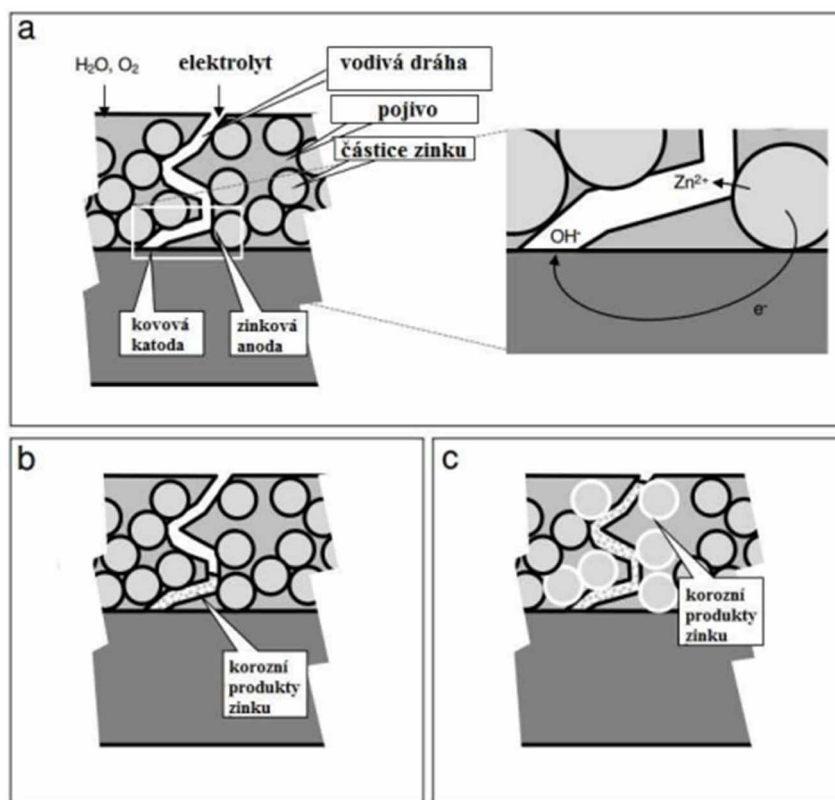 a
H₂O, O₂
elektrolyt
vodivá dráha
pojivo
částice zinku
kovová
katoda
zinková
anoda
Zn²⁺
OH⁻
e⁻
b
korozní
produkty
zinku
c
korozní
produkty
zinku